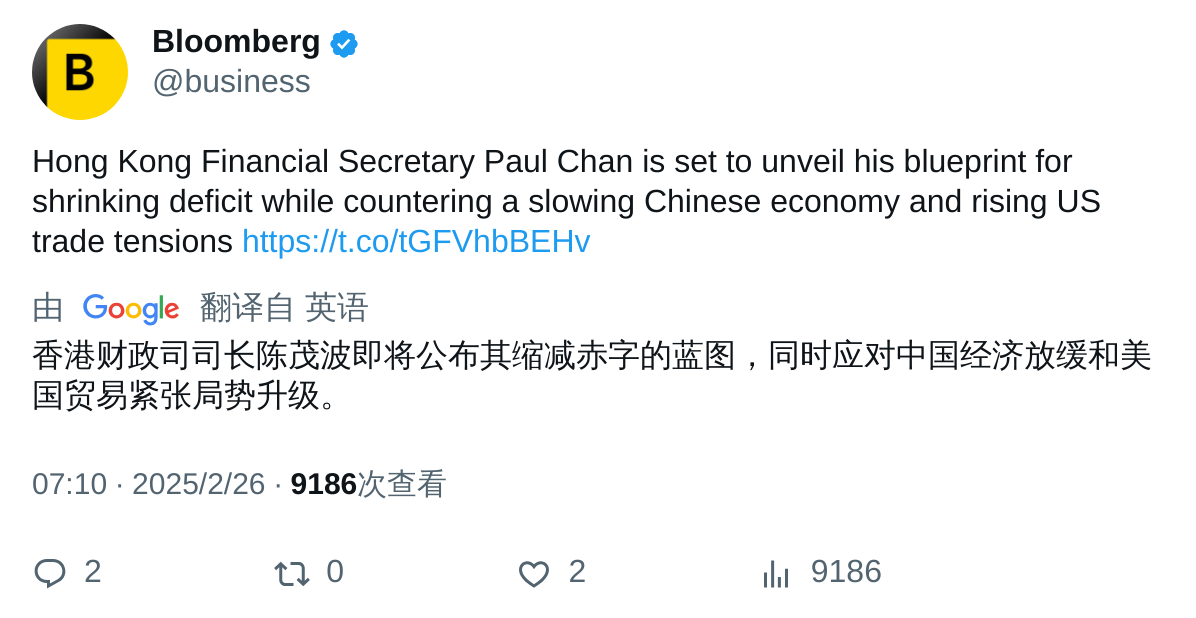 B
Bloomberg
@business
Hong Kong Financial Secretary Paul Chan is set to unveil his blueprint for
shrinking deficit while countering a slowing Chinese economy and rising US
trade tensions https://t.co/tGFVhbBEHv
由 Google 翻译自 英语
香港财政司司长陈茂波即将公布其缩减赤字的蓝图，同时应对中国经济放缓和美
国贸易紧张局势升级。
07:10 · 2025/2/26 · 9186次查看
2 0 2 9186